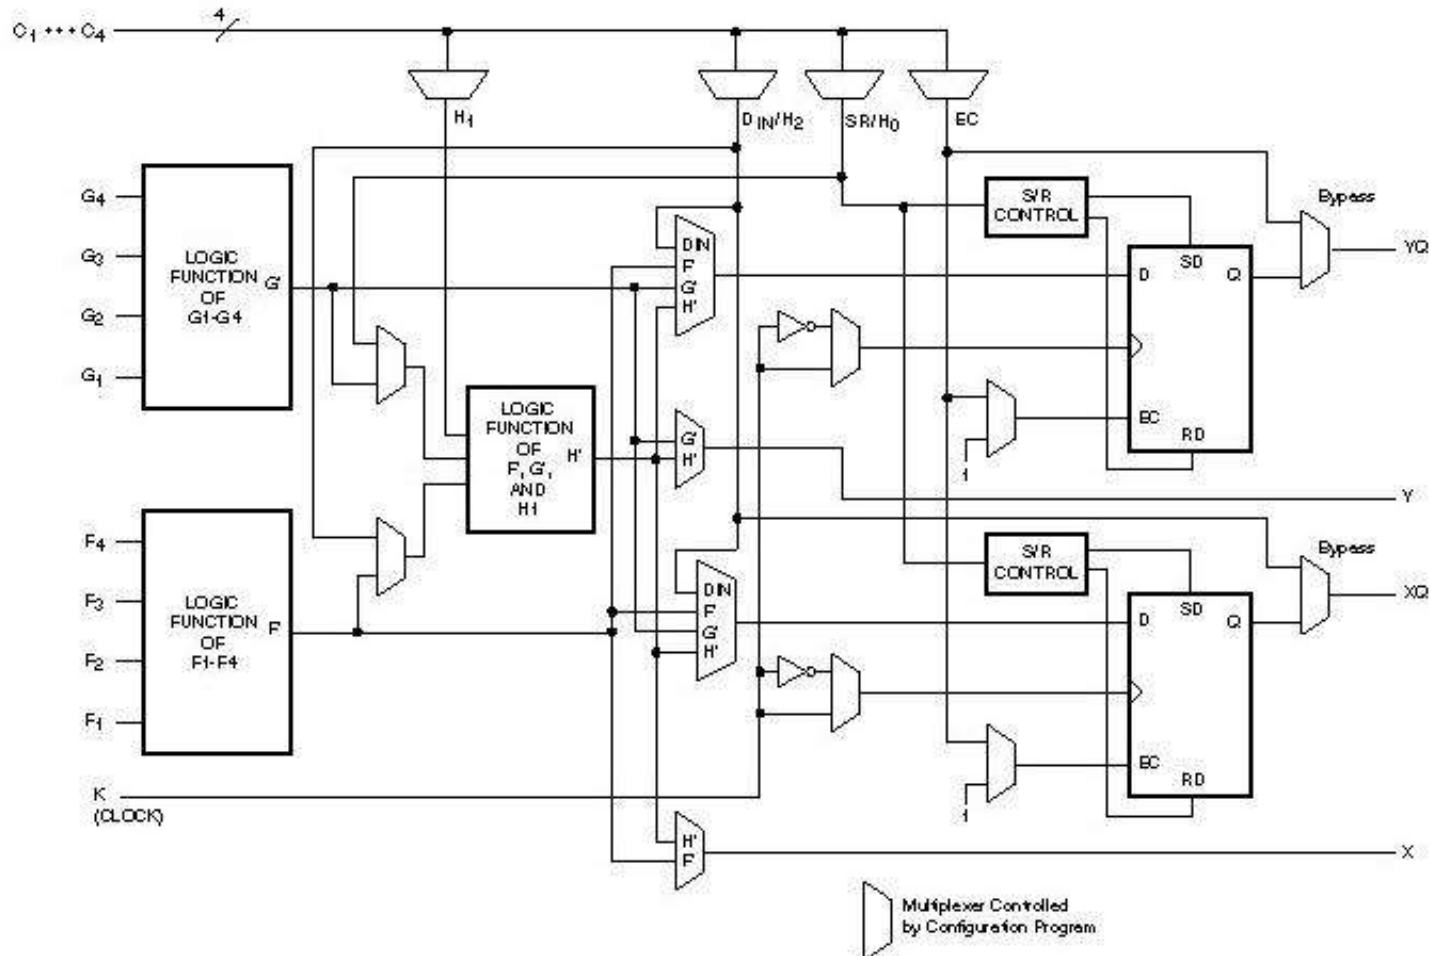 C1 • • • C4
4
H1
DIN/H2
SR/H0
EC
G4
G3
G2
G1
LOGIC
FUNCTION
OF
G1-G4
G'
DIN
F'
G'
H'
S/R
CONTROL
Bypass
D
SD
Q
YQ
EC
RD
1
LOGIC
FUNCTION
OF
F', G',
AND
H1
H'
G'
H'
Y
F4
F3
F2
F1
LOGIC
FUNCTION
OF
F1-F4
F'
DIN
F'
G'
H'
S/R
CONTROL
Bypass
D
SD
Q
XQ
EC
RD
1
K
(CLOCK)
H'
F'
X
Multiplexer Controlled
by Configuration Program